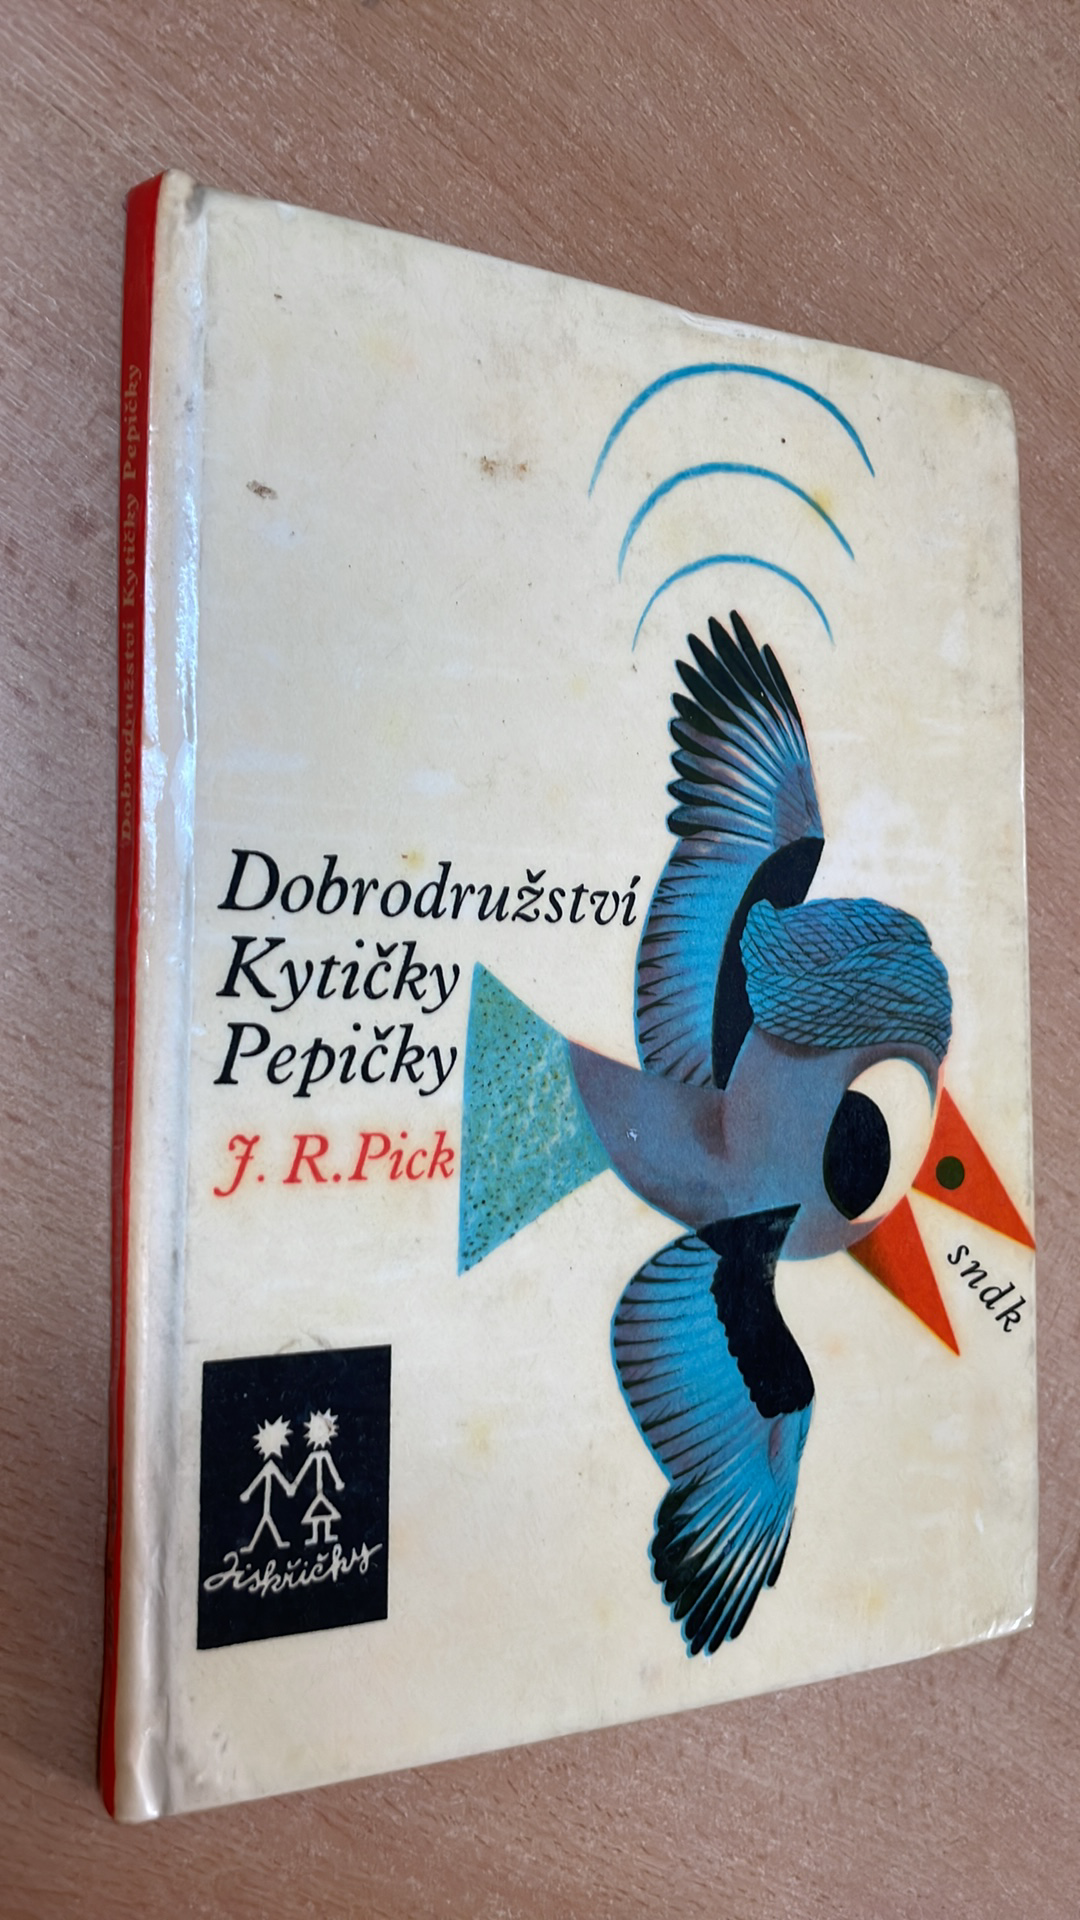 Dobrodružství Kytičky Pepičky
Dobrodružství
Kytičky
Pepičky
J. R. Pick
sndk
Jiskřičky